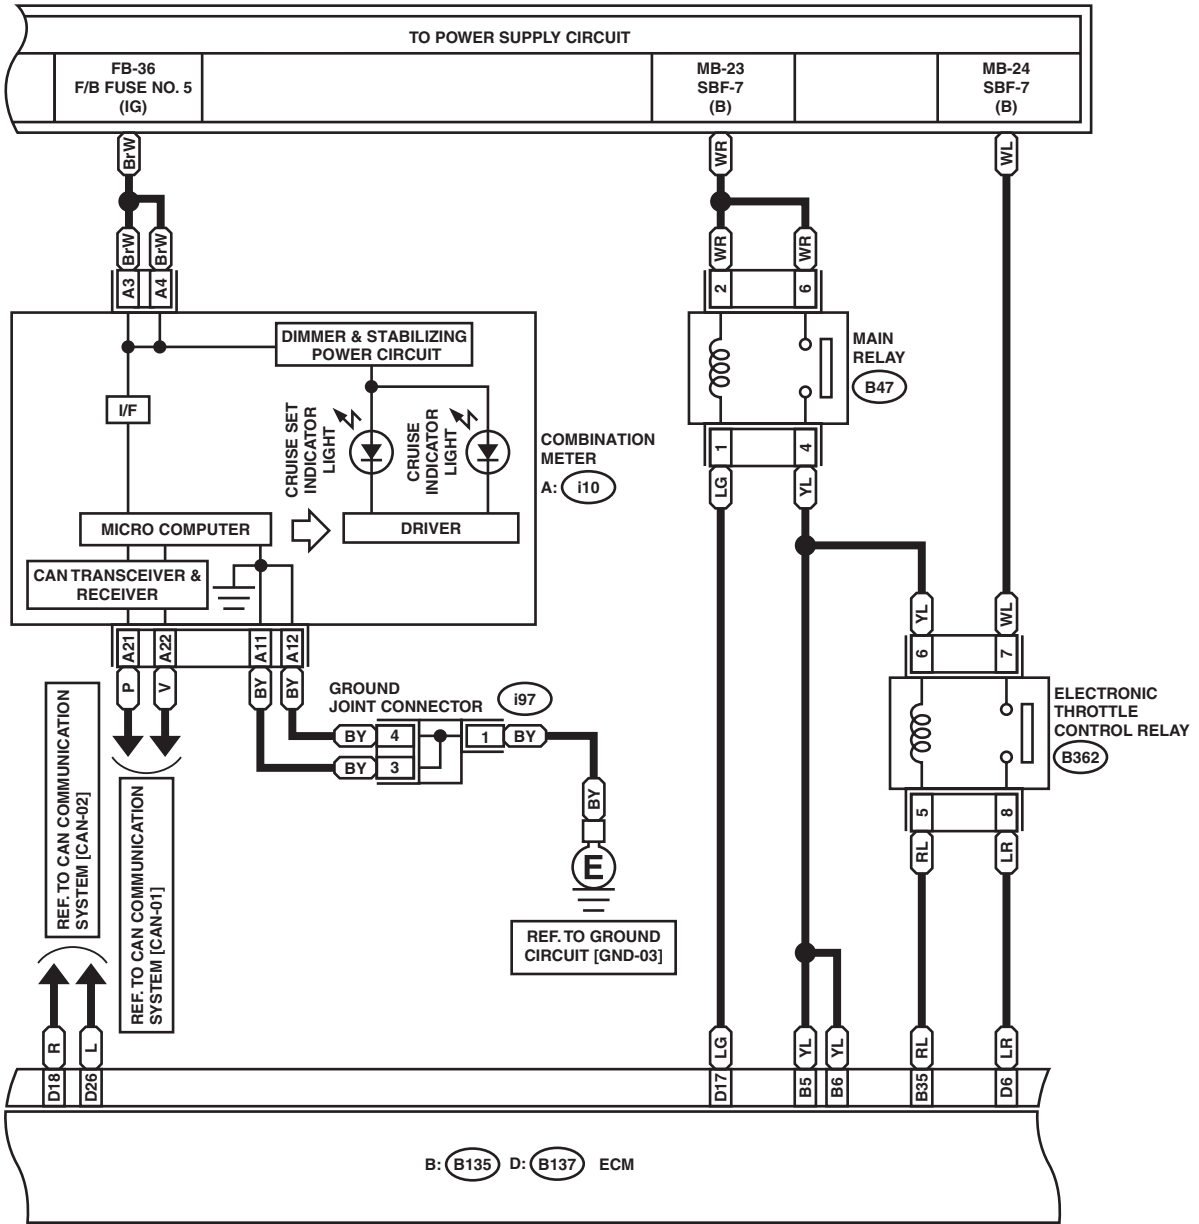 TO POWER SUPPLY CIRCUIT
FB-36
F/B FUSE NO. 5
(IG)
MB-23
SBF-7
(B)
MB-24
SBF-7
(B)
BrW
WR
WL
BrW
BrW
WR
WR
A3
A4
2
6
DIMMER & STABILIZING
POWER CIRCUIT
I/F
CRUISE SET
INDICATOR
LIGHT
CRUISE
INDICATOR
LIGHT
MAIN
RELAY
B47
COMBINATION
METER
A: i10
1
4
LG
YL
MICRO COMPUTER
DRIVER
CAN TRANSCEIVER &
RECEIVER
YL
WL
A21
A22
A11
A12
6
7
P
V
BY
BY
GROUND
JOINT CONNECTOR
i97
BY
4
1
BY
BY
3
BY
E
REF. TO GROUND
CIRCUIT [GND-03]
ELECTRONIC
THROTTLE
CONTROL RELAY
B362
5
8
RL
LR
REF. TO CAN COMMUNICATION
SYSTEM [CAN-02]
REF. TO CAN COMMUNICATION
SYSTEM [CAN-01]
R
L
LG
YL
YL
RL
LR
D18
D26
D17
B5
B6
B35
D6
B: B135 D: B137 ECM